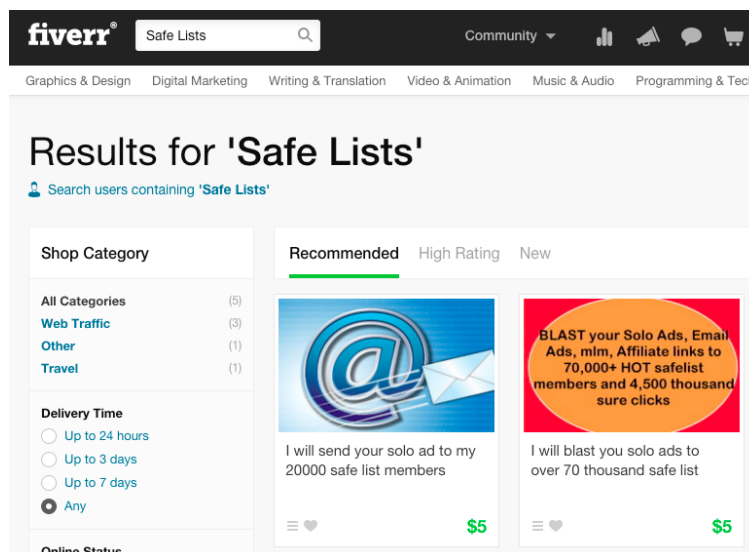 fiverr®
Safe Lists
Community
Graphics & Design Digital Marketing Writing & Translation Video & Animation Music & Audio Programming & Tec
Results for 'Safe Lists'
Search users containing 'Safe Lists'
Shop Category
All Categories (5)
Web Traffic (3)
Other (1)
Travel (1)
Delivery Time
Up to 24 hours
Up to 3 days
Up to 7 days
Any
Online Status
Recommended High Rating New
@
I will send your solo ad to my
20000 safe list members
$5
BLAST your Solo Ads, Email
Ads, mlm, Affiliate links to
70,000+ HOT safelist
members and 4,500 thousand
sure clicks
I will blast you solo ads to
over 70 thousand safe list
$5